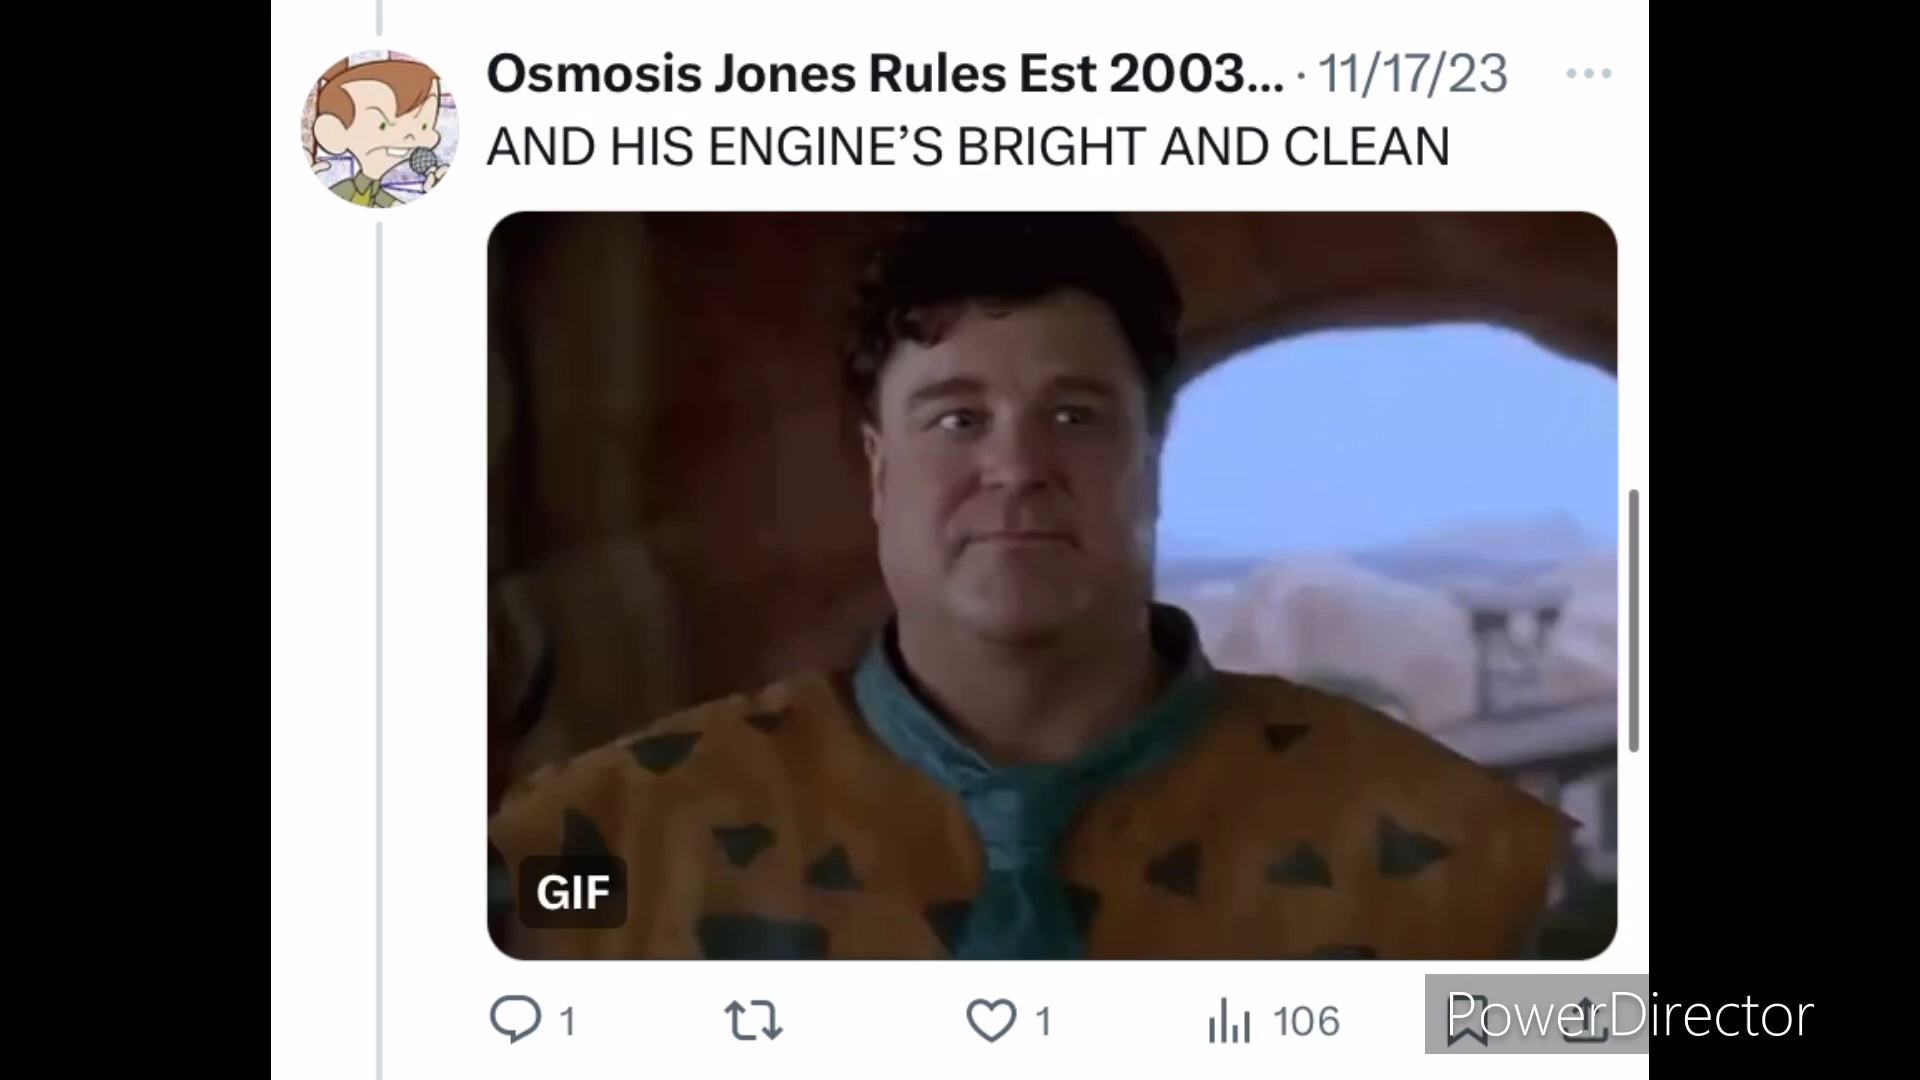 Osmosis Jones Rules Est 2003... · 11/17/23
AND HIS ENGINE’S BRIGHT AND CLEAN
GIF
1
1
106
PowerDirector